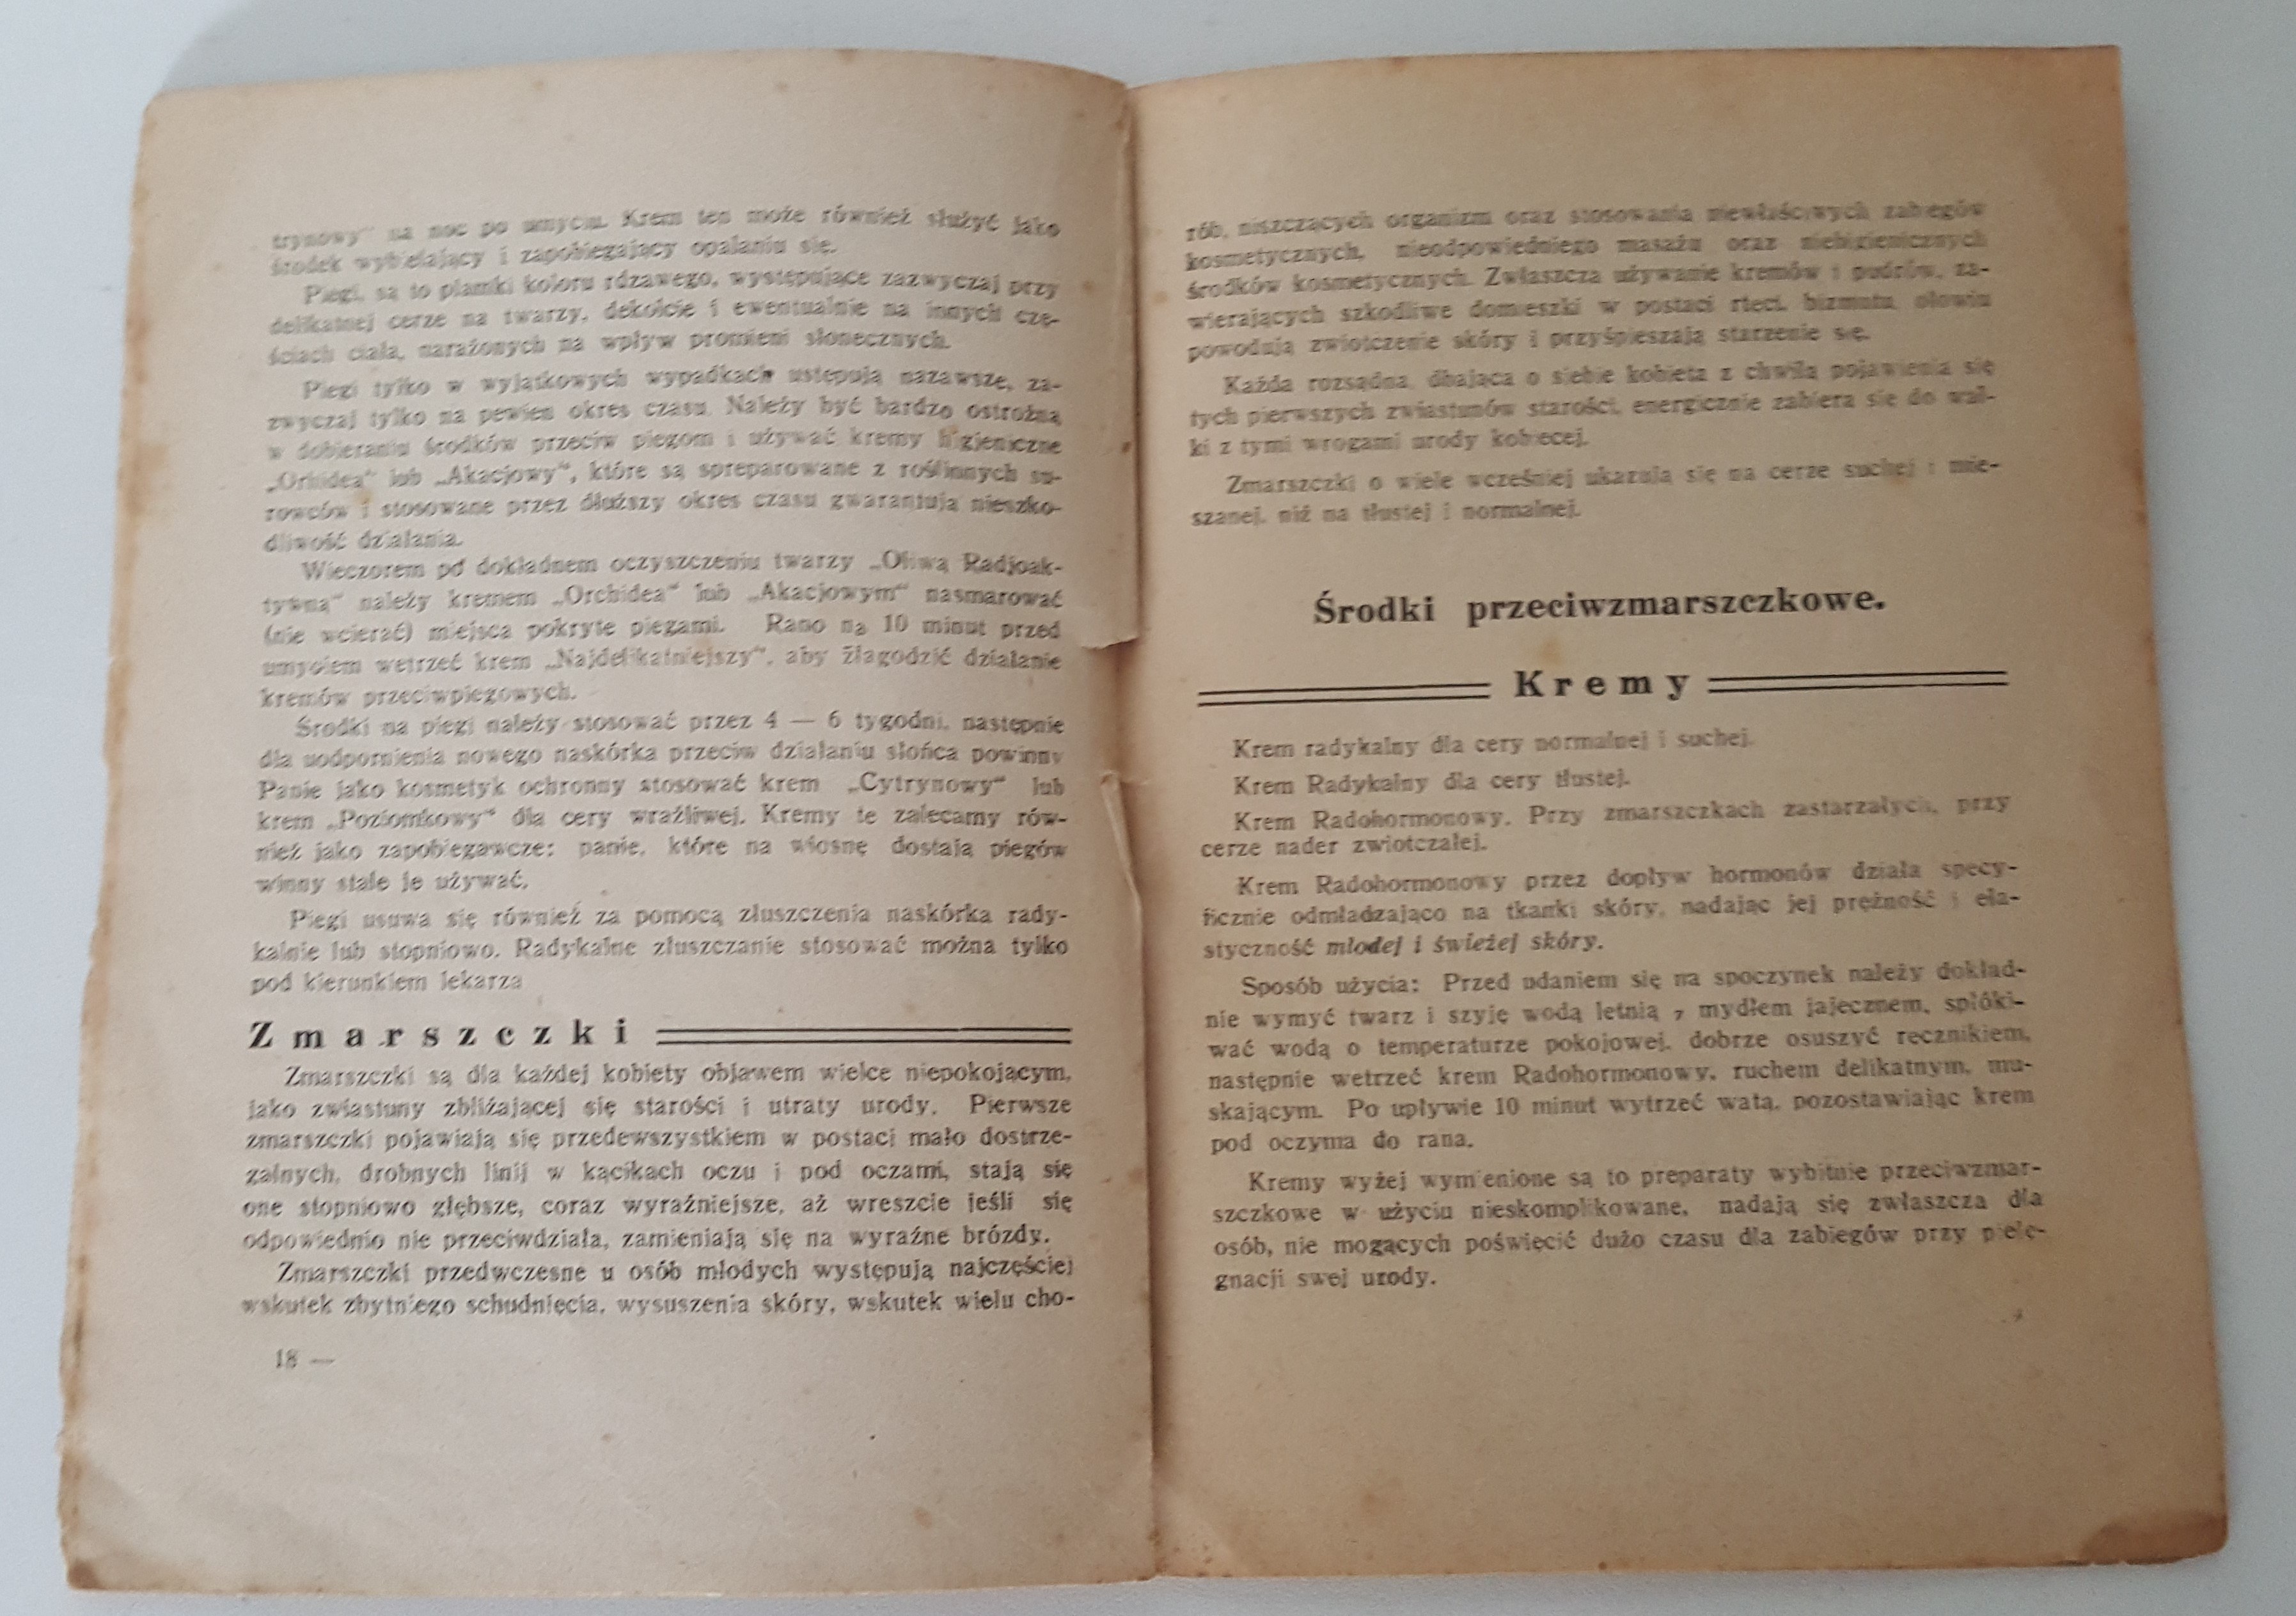 trynowy" na noc po umyciu. Krem ten może również służyć jako
środek wybielający i zapobiegający opalaniu się.
Piegi, są to plamki koloru rdzawego, występujące zazwyczaj przy
delikatnej cerze na twarzy, dekolcie i ewentualnie na innych czę-
ściach ciała, narażonych na wpływ promieni słonecznych.
Piegi tylko w wyjątkowych wypadkach ustępują nazawsze, za-
zwyczaj tylko na pewien okres czasu. Należy być bardzo ostrożną
w dobieraniu środków przeciw piegom i używać kremy higieniczne
„Orhidea" lub „Akacjowy", które są spreparowane z roślinnych su-
rowców i stosowane przez dłuższy okres czasu gwarantują nieszko-
dliwość działania.
Wieczorem po dokładnem oczyszczeniu twarzy „Oliwą Radjoak-
tywną" należy kremem „Orchidea" lub „Akacjowym" nasmarować
(nie wcierać) miejsca pokryte piegami. Rano na 10 minut przed
umyciem wetrzeć krem „Najdelikatniejszy", aby złagodzić działanie
kremów przeciwpiegowych.
Środki na piegi należy stosować przez 4 — 6 tygodni, następnie
dla uodpornienia nowego naskórka przeciw działaniu słońca powinny
Panie jako kosmetyk ochronny stosować krem „Cytrynowy" lub
krem „Poziomkowy" dla cery wrażliwej. Kremy te zalecamy rów-
nież jako zapobiegawcze; panie, które na wiosnę dostają piegów
winny stale je używać.
Piegi usuwa się również za pomocą złuszczenia naskórka rady-
kalnie lub stopniowo. Radykalne złuszczanie stosować można tylko
pod kierunkiem lekarza
Zmarszczki
Zmarszczki są dla każdej kobiety objawem wielce niepokojącym,
jako zwiastuny zbliżającej się starości i utraty urody. Pierwsze
zmarszczki pojawiają się przedewszystkiem w postaci mało dostrze-
galnych, drobnych linij w kącikach oczu i pod oczami, stają się
one stopniowo głębsze, coraz wyraźniejsze, aż wreszcie jeśli się
odpowiednio nie przeciwdziała, zamieniają się na wyraźne brózdy.
Zmarszczki przedwczesne u osób młodych występują najczęściej
wskutek zbytniego schudnięcia, wysuszenia skóry, wskutek wielu cho-
18 —
rób, niszczących organizm oraz stosowania niewłaściwych zabiegów
kosmetycznych, nieodpowiedniego masażu oraz niehigienicznych
środków kosmetycznych. Zwłaszcza używanie kremów i pudrów, za-
wierających szkodliwe domieszki w postaci rtęci, bizmutu, ołowiu
powodują zwiotczenie skóry i przyśpieszają starzenie się.
Każda rozsądna, dbająca o siebie kobieta z chwilą pojawienia się
tych pierwszych zwiastunów starości, energicznie zabiera się do wal-
ki z tymi wrogami urody kobiecej.
Zmarszczki o wiele wcześniej ukazują się na cerze suchej i mie-
szanej, niż na tłustej i normalnej.
Środki przeciwzmarszczkowe.
Kremy
Krem radykalny dla cery normalnej i suchej.
Krem Radykalny dla cery tłustej.
Krem Radohormonowy. Przy zmarszczkach zastarzałych, przy
cerze nader zwiotczałej.
Krem Radohormonowy przez dopływ hormonów działa specy-
ficznie odmładzająco na tkanki skóry, nadając jej prężność i ela-
styczność młodej i świeżej skóry.
Sposób użycia: Przed udaniem się na spoczynek należy dokład-
nie wymyć twarz i szyję wodą letnią z mydłem jajecznem, spłóki-
wać wodą o temperaturze pokojowej, dobrze osuszyć ręcznikiem,
następnie wetrzeć krem Radohormonowy, ruchem delikatnym, mu-
skającym. Po upływie 10 minut wytrzeć watą, pozostawiając krem
pod oczyma do rana.
Kremy wyżej wymienione są to preparaty wybitnie przeciwzmar-
szczkowe w użyciu nieskomplikowane, nadają się zwłaszcza dla
osób, nie mogących poświęcić dużo czasu dla zabiegów przy pielę-
gnacji swej urody.